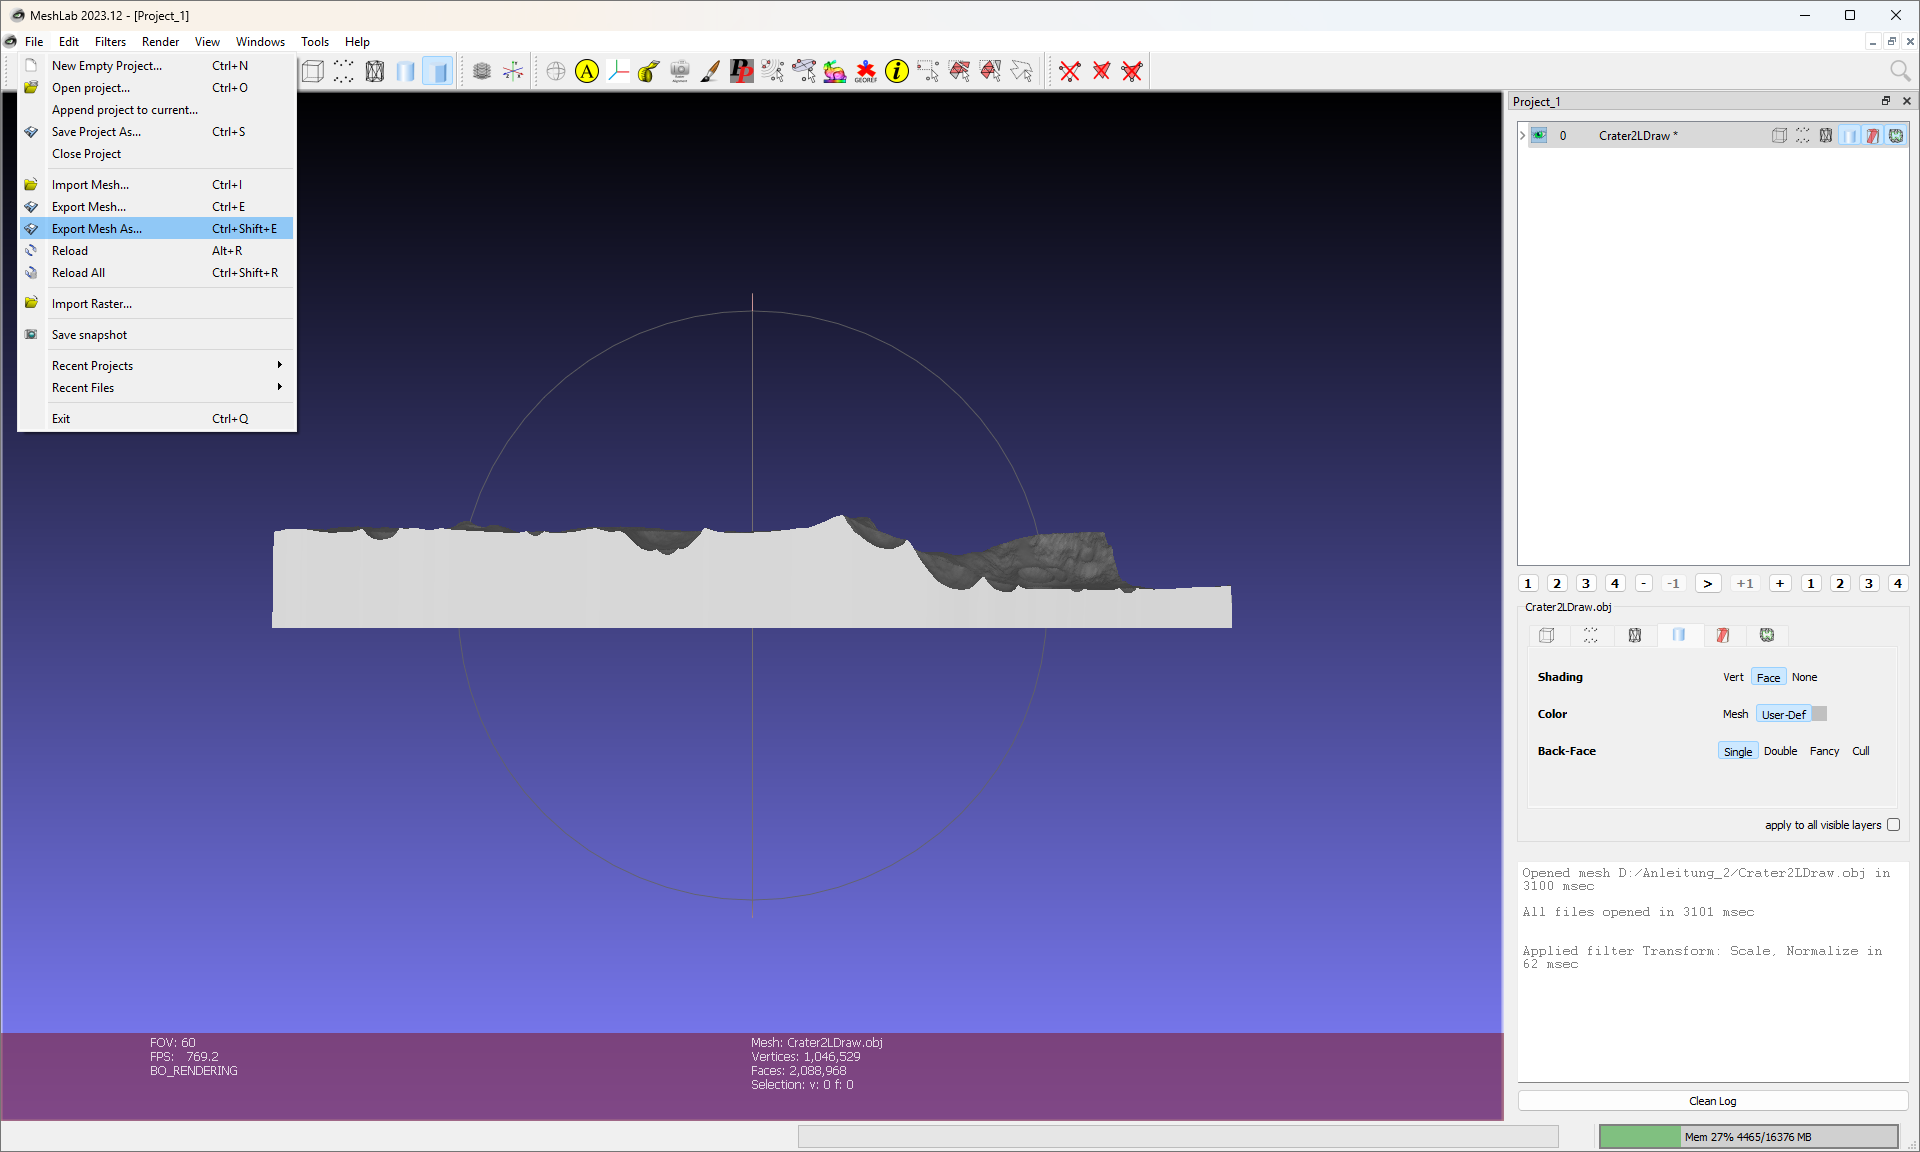 MeshLab 2023.12 - [Project_1]
File Edit Filters Render View Windows Tools Help
New Empty Project... Ctrl+N
Open project... Ctrl+O
Append project to current...
Save Project As... Ctrl+S
Close Project
Import Mesh... Ctrl+I
Export Mesh... Ctrl+E
Export Mesh As... Ctrl+Shift+E
Reload Alt+R
Reload All Ctrl+Shift+R
Import Raster...
Save snapshot
Recent Projects
Recent Files
Exit Ctrl+Q
A
PP
GEOREF
i
Project_1
0 Crater2LDraw *
1 2 3 4 - -1 > +1 + 1 2 3 4
Crater2LDraw.obj
Shading Vert Face None
Color Mesh User-Def
Back-Face Single Double Fancy Cull
apply to all visible layers
Opened mesh D:/Anleitung_2/Crater2LDraw.obj in
3100 msec
All files opened in 3101 msec
Applied filter Transform: Scale, Normalize in
62 msec
Clean Log
FOV: 60
FPS: 769.2
BO_RENDERING
Mesh: Crater2LDraw.obj
Vertices: 1,046,529
Faces: 2,088,968
Selection: v: 0 f: 0
Mem 27% 4465/16376 MB